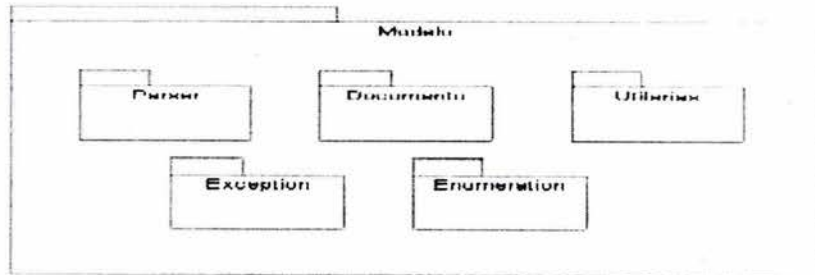 Modelo
Parser
Documento
Utilerias
Exception
Enumeration